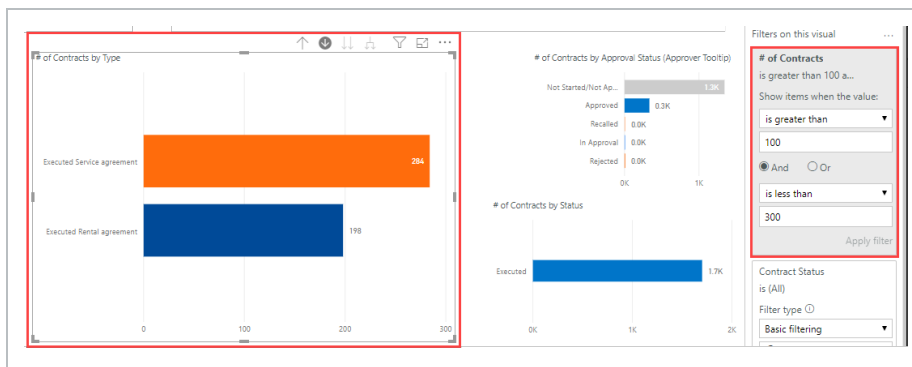 # of Contracts by Type
Executed Service agreement
284
Executed Rental agreement
198
0
100
200
300
# of Contracts by Approval Status (Approver Tooltip)
Not Started/Not Ap...
1.3K
Approved
0.3K
Recalled
0.0K
In Approval
0.0K
Rejected
0.0K
0K
1K
# of Contracts by Status
Executed
1.7K
0K
1K
2K
Filters on this visual
...
# of Contracts
is greater than 100 a...
Show items when the value:
is greater than
100
And
Or
is less than
300
Apply filter
Contract Status
is (All)
Filter type
Basic filtering